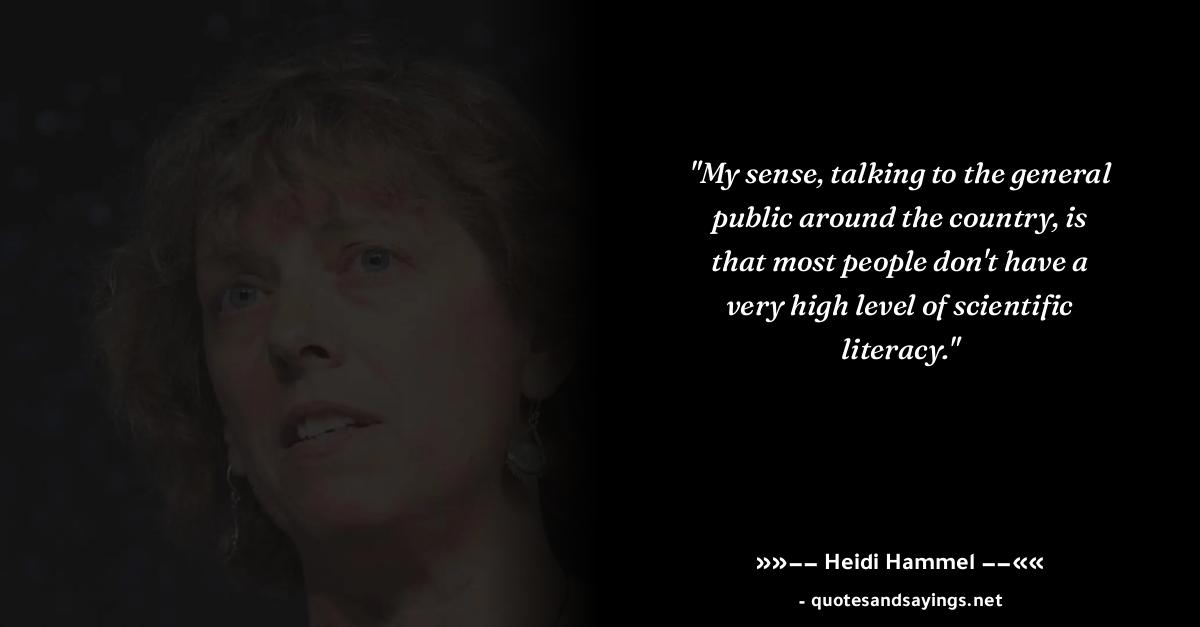 "My sense, talking to the general
public around the country, is
that most people don't have a
very high level of scientific
literacy."
»»–– Heidi Hammel ––««
- quotesandsayings.net